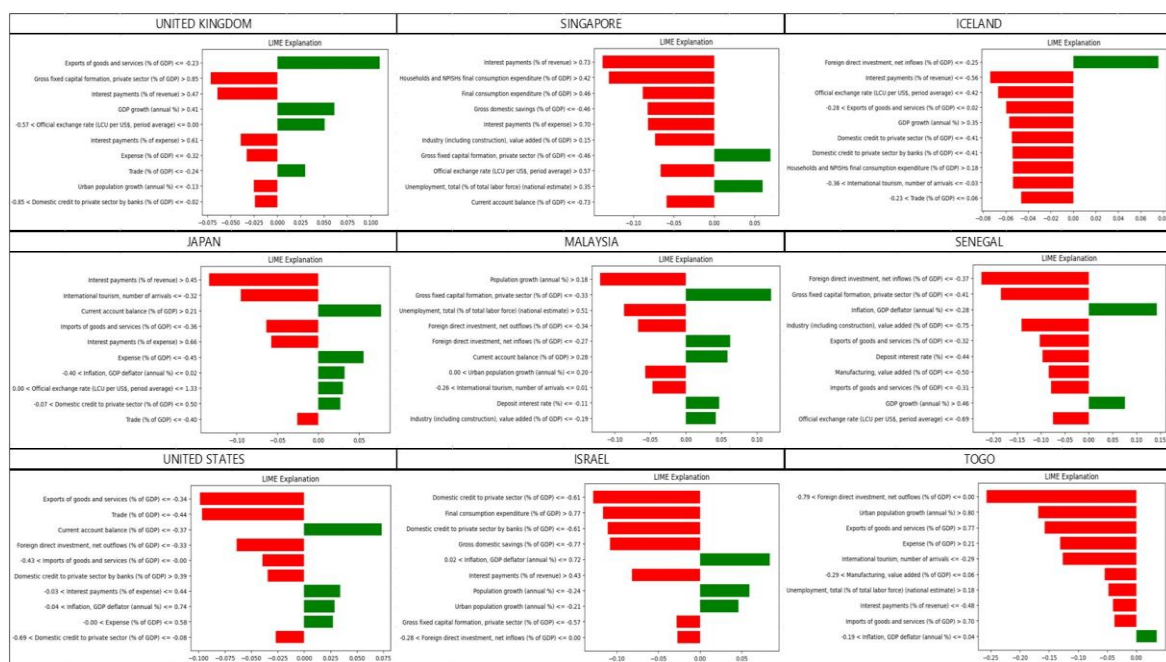 UNITED KINGDOM
LIME Explanation
Exports of goods and services (% of GDP) <= -0.23
Gross fixed capital formation, private sector (% of GDP) > 0.85
Interest payments (% of revenue) > 0.47
GDP growth (annual %) > 0.41
-0.57 < Official exchange rate (LCU per US$, period average) <= 0.00
Interest payments (% of expense) > 0.61
Expense (% of GDP) <= -0.32
Trade (% of GDP) <= -0.24
Urban population growth (annual %) <= -0.13
-0.85 < Domestic credit to private sector by banks (% of GDP) <= -0.02
−0.075 −0.050 −0.025 0.000 0.025 0.050 0.075 0.100
SINGAPORE
LIME Explanation
Interest payments (% of revenue) > 0.73
Households and NPISHs final consumption expenditure (% of GDP) > 0.42
Final consumption expenditure (% of GDP) > 0.46
Gross domestic savings (% of GDP) <= -0.46
Interest payments (% of expense) > 0.70
Industry (including construction), value added (% of GDP) > 0.15
Gross fixed capital formation, private sector (% of GDP) <= -0.46
Official exchange rate (LCU per US$, period average) > 0.57
Unemployment, total (% of total labor force) (national estimate) > 0.35
Current account balance (% of GDP) <= -0.73
−0.10 −0.05 0.00 0.05
ICELAND
LIME Explanation
Foreign direct investment, net inflows (% of GDP) <= -0.25
Interest payments (% of revenue) <= -0.56
Official exchange rate (LCU per US$, period average) <= -0.42
-0.28 < Exports of goods and services (% of GDP) <= 0.02
GDP growth (annual %) > 0.35
Domestic credit to private sector (% of GDP) <= -0.41
Domestic credit to private sector by banks (% of GDP) <= -0.41
Households and NPISHs final consumption expenditure (% of GDP) > 0.18
-0.36 < International tourism, number of arrivals <= -0.03
-0.23 < Trade (% of GDP) <= 0.06
−0.08 −0.06 −0.04 −0.02 0.00 0.02 0.04 0.06 0.08
JAPAN
LIME Explanation
Interest payments (% of revenue) > 0.45
International tourism, number of arrivals <= -0.32
Current account balance (% of GDP) > 0.21
Imports of goods and services (% of GDP) <= -0.36
Interest payments (% of expense) > 0.66
Expense (% of GDP) <= -0.45
-0.40 < Inflation, GDP deflator (annual %) <= 0.02
0.00 < Official exchange rate (LCU per US$, period average) <= 1.33
-0.07 < Domestic credit to private sector (% of GDP) <= 0.50
Trade (% of GDP) <= -0.40
−0.10 −0.05 0.00 0.05
MALAYSIA
LIME Explanation
Population growth (annual %) > 0.18
Gross fixed capital formation, private sector (% of GDP) <= -0.33
Unemployment, total (% of total labor force) (national estimate) > 0.51
Foreign direct investment, net outflows (% of GDP) <= -0.34
Foreign direct investment, net inflows (% of GDP) <= -0.27
Current account balance (% of GDP) > 0.28
0.00 < Urban population growth (annual %) <= 0.20
-0.26 < International tourism, number of arrivals <= 0.01
Deposit interest rate (%) <= -0.11
Industry (including construction), value added (% of GDP) <= -0.19
−0.10 −0.05 0.00 0.05 0.10
SENEGAL
LIME Explanation
Foreign direct investment, net inflows (% of GDP) <= -0.37
Gross fixed capital formation, private sector (% of GDP) <= -0.41
Inflation, GDP deflator (annual %) <= -0.28
Industry (including construction), value added (% of GDP) <= -0.75
Exports of goods and services (% of GDP) <= -0.32
Deposit interest rate (%) <= -0.44
Manufacturing, value added (% of GDP) <= -0.50
Imports of goods and services (% of GDP) <= -0.31
GDP growth (annual %) > 0.46
Official exchange rate (LCU per US$, period average) <= -0.69
−0.20 −0.15 −0.10 −0.05 0.00 0.05 0.10 0.15
UNITED STATES
LIME Explanation
Exports of goods and services (% of GDP) <= -0.34
Trade (% of GDP) <= -0.44
Current account balance (% of GDP) <= -0.37
Foreign direct investment, net outflows (% of GDP) <= -0.33
-0.43 < Imports of goods and services (% of GDP) <= -0.00
Domestic credit to private sector by banks (% of GDP) > 0.39
-0.03 < Interest payments (% of expense) <= 0.44
-0.04 < Inflation, GDP deflator (annual %) <= 0.74
-0.00 < Expense (% of GDP) <= 0.58
-0.69 < Domestic credit to private sector (% of GDP) <= -0.08
−0.100 −0.075 −0.050 −0.025 0.000 0.025 0.050 0.075
ISRAEL
LIME Explanation
Domestic credit to private sector (% of GDP) <= -0.61
Final consumption expenditure (% of GDP) > 0.77
Domestic credit to private sector by banks (% of GDP) <= -0.61
Gross domestic savings (% of GDP) <= -0.77
0.02 < Inflation, GDP deflator (annual %) <= 0.72
Interest payments (% of revenue) > 0.43
Population growth (annual %) <= -0.24
Urban population growth (annual %) <= -0.21
Gross fixed capital formation, private sector (% of GDP) <= -0.57
-0.28 < Foreign direct investment, net inflows (% of GDP) <= 0.00
−0.10 −0.05 0.00 0.05
TOGO
LIME Explanation
-0.79 < Foreign direct investment, net outflows (% of GDP) <= 0.00
Urban population growth (annual %) > 0.80
Exports of goods and services (% of GDP) > 0.77
Expense (% of GDP) > 0.21
International tourism, number of arrivals <= -0.29
-0.29 < Manufacturing, value added (% of GDP) <= 0.06
Unemployment, total (% of total labor force) (national estimate) > 0.18
Interest payments (% of revenue) <= -0.48
Imports of goods and services (% of GDP) > 0.70
-0.19 < Inflation, GDP deflator (annual %) <= 0.04
−0.25 −0.20 −0.15 −0.10 −0.05 0.00